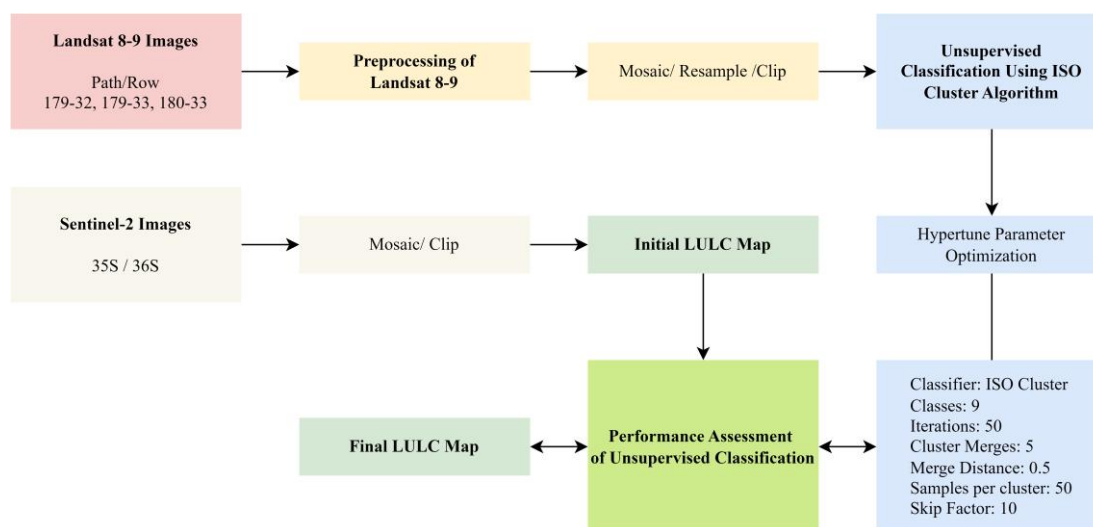 Landsat 8-9 Images
Path/Row
179-32, 179-33, 180-33
Preprocessing of
Landsat 8-9
Mosaic/ Resample /Clip
Unsupervised
Classification Using ISO
Cluster Algorithm
Sentinel-2 Images
35S / 36S
Mosaic/ Clip
Initial LULC Map
Hypertune Parameter
Optimization
Final LULC Map
Performance Assessment
of Unsupervised Classification
Classifier: ISO Cluster
Classes: 9
Iterations: 50
Cluster Merges: 5
Merge Distance: 0.5
Samples per cluster: 50
Skip Factor: 10